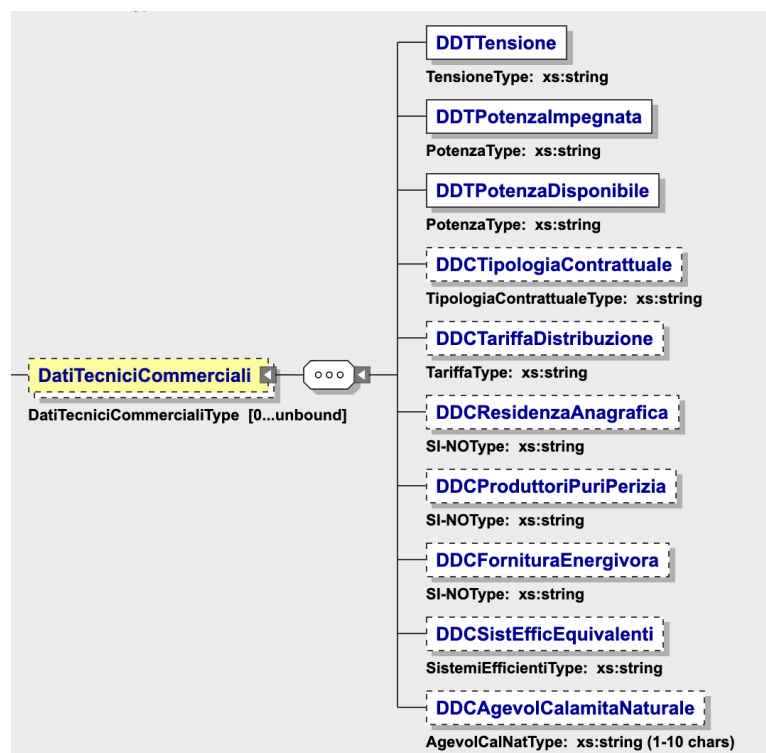 DDTTensione
TensioneType: xs:string
DDTPotenzaImpegnata
PotenzaType: xs:string
DDTPotenzaDisponibile
PotenzaType: xs:string
DDCTipologiaContrattuale
TipologiaContrattualeType: xs:string
DDCTariffaDistribuzione
TariffaType: xs:string
DatiTecniciCommerciali
DatiTecniciCommercialiType [0...unbound]
DDCResidenzaAnagrafica
SI-NOType: xs:string
DDCProduttoriPuriPerizia
SI-NOType: xs:string
DDCFornituraEnergivora
SI-NOType: xs:string
DDCSistEfficEquivalenti
SistemiEfficientiType: xs:string
DDCAgevolCalamitaNaturale
AgevolCalNatType: xs:string (1-10 chars)